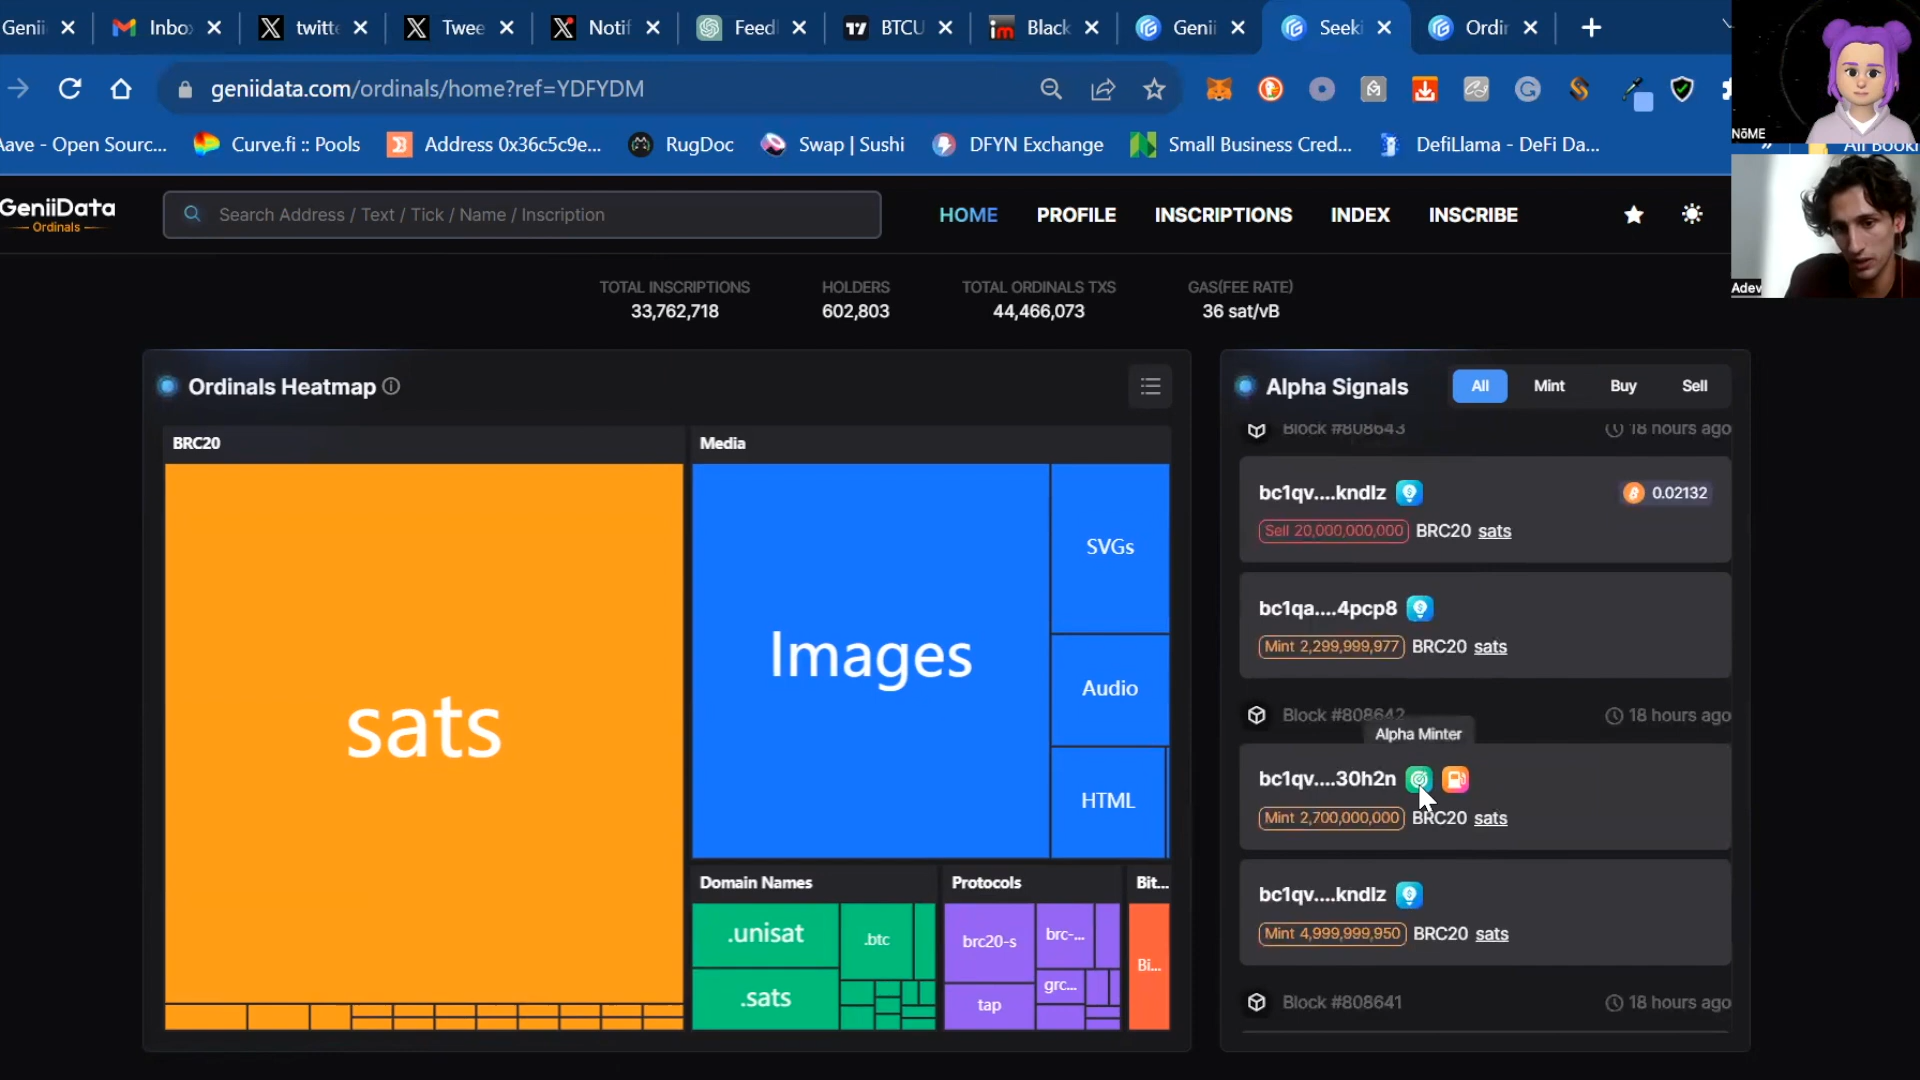 Genii
Inbo
twitte
Twee
Notif
Feed
BTCU
Black
Genii
Seeki
Ordin
geniidata.com/ordinals/home?ref=YDFYDM
NōME
Aave - Open Sourc...
Curve.fi :: Pools
Address 0x36c5c9e...
RugDoc
Swap | Sushi
DFYN Exchange
Small Business Cred...
DefiLlama - DeFi Da...
GeniiData
Ordinals
Search Address / Text / Tick / Name / Inscription
HOME
PROFILE
INSCRIPTIONS
INDEX
INSCRIBE
Adev
TOTAL INSCRIPTIONS
33,762,718
HOLDERS
602,803
TOTAL ORDINALS TXS
44,466,073
GAS(FEE RATE)
36 sat/vB
Ordinals Heatmap
BRC20
sats
Media
Images
SVGs
Audio
HTML
Domain Names
.unisat
.btc
.sats
Protocols
brc20-s
brc-...
grc...
tap
Bit...
Bi...
Alpha Signals
All
Mint
Buy
Sell
Block #808643
18 hours ago
bc1qv....kndlz
0.02132
Sell 20,000,000,000 BRC20 sats
bc1qa....4pcp8
Mint 2,299,999,977 BRC20 sats
Block #808642
18 hours ago
Alpha Minter
bc1qv....30h2n
Mint 2,700,000,000 BRC20 sats
bc1qv....kndlz
Mint 4,999,999,950 BRC20 sats
Block #808641
18 hours ago